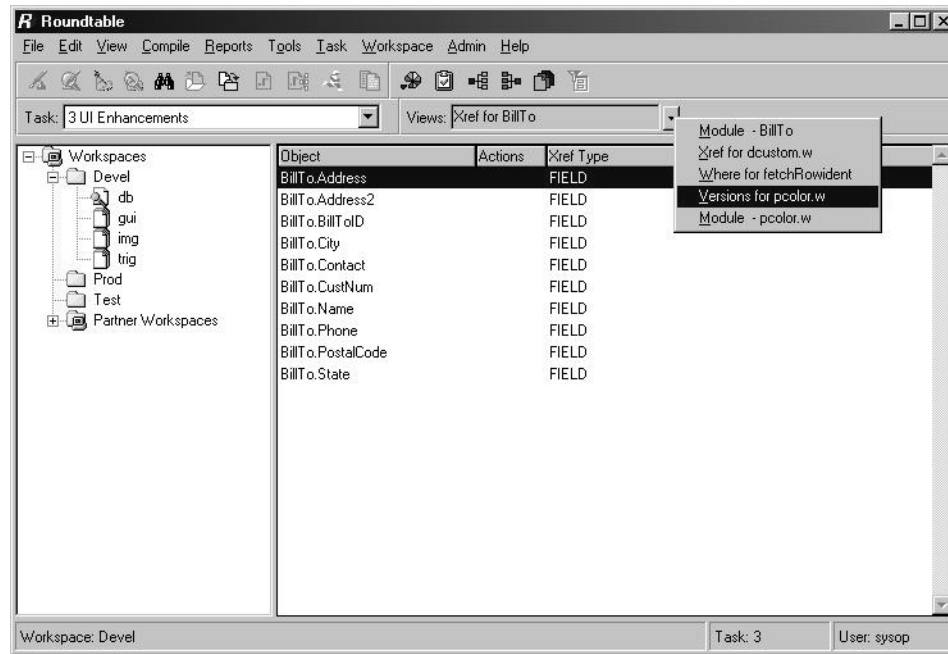 R Roundtable
File Edit View Compile Reports Tools Task Workspace Admin Help
Task: 3 UI Enhancements Views: Xref for BillTo
Module - BillTo
Xref for dcustom.w
Where for fetchRowident
Versions for pcolor.w
Module - pcolor.w
Workspaces
Devel
db
gui
img
trig
Prod
Test
Partner Workspaces
Object Actions Xref Type
BillTo.Address FIELD
BillTo.Address2 FIELD
BillTo.BillToID FIELD
BillTo.City FIELD
BillTo.Contact FIELD
BillTo.CustNum FIELD
BillTo.Name FIELD
BillTo.Phone FIELD
BillTo.PostalCode FIELD
BillTo.State FIELD
Workspace: Devel Task: 3 User: sysop